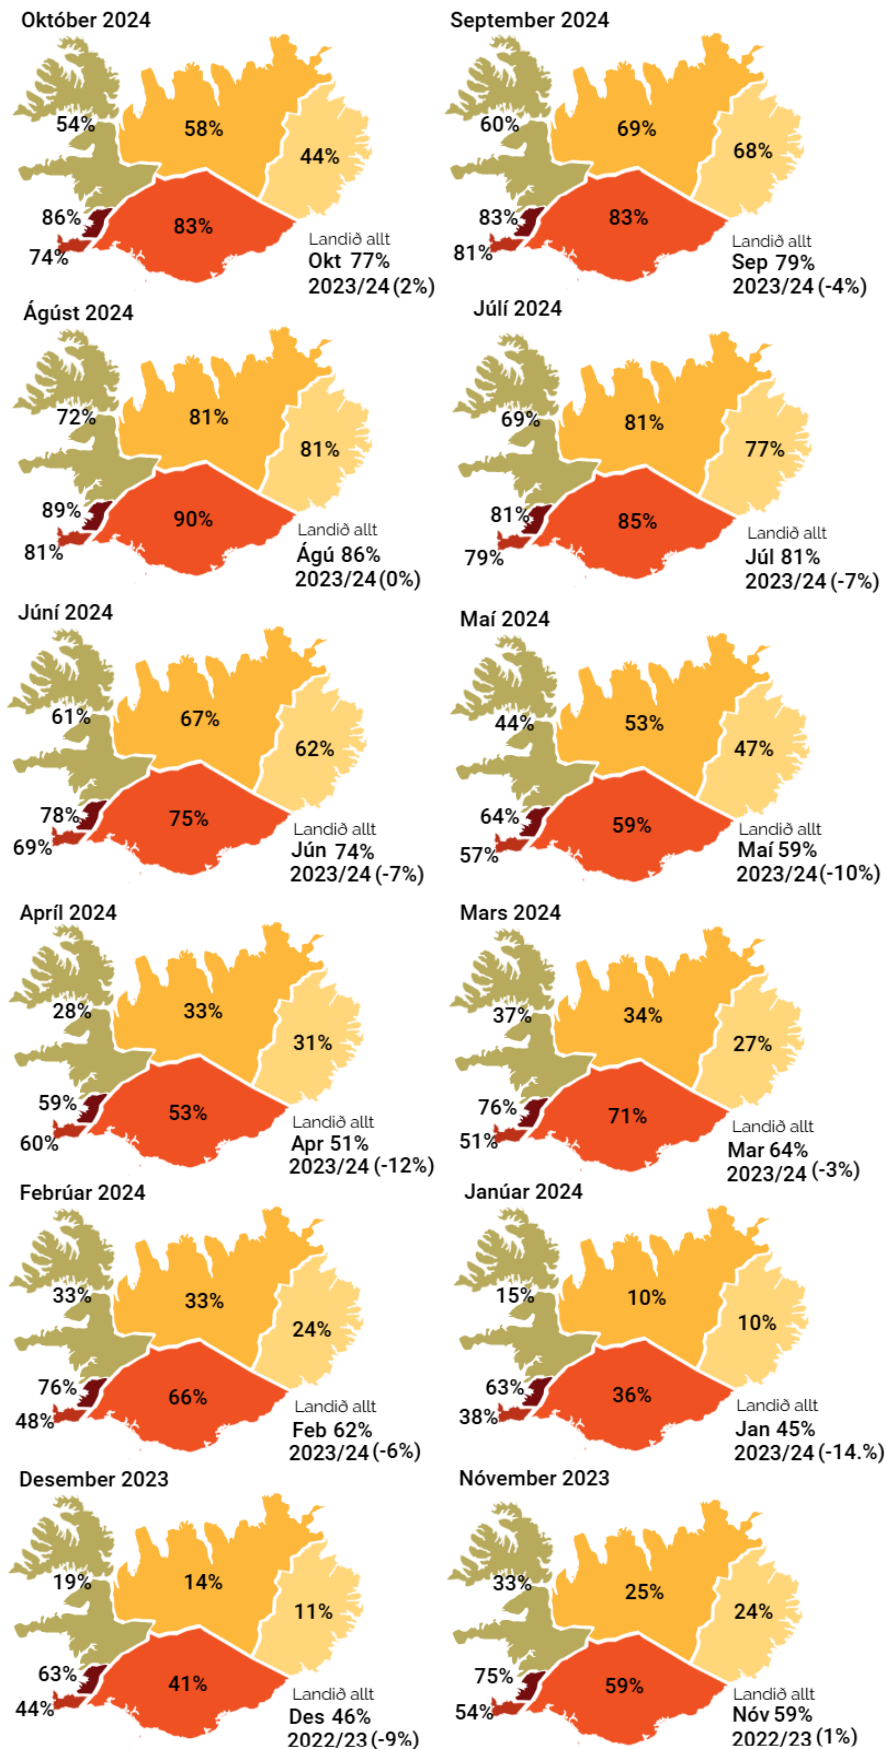 Október 2024
54%
58%
44%
86%
83%
74%
Landið allt
Okt 77%
2023/24 (2%)
September 2024
60%
69%
68%
83%
83%
81%
Landið allt
Sep 79%
2023/24 (-4%)
Ágúst 2024
72%
81%
81%
89%
90%
81%
Landið allt
Ágú 86%
2023/24 (0%)
Júlí 2024
69%
81%
77%
81%
85%
79%
Landið allt
Júl 81%
2023/24 (-7%)
Júní 2024
61%
67%
62%
78%
75%
69%
Landið allt
Jún 74%
2023/24 (-7%)
Maí 2024
44%
53%
47%
64%
59%
57%
Landið allt
Maí 59%
2023/24 (-10%)
Apríl 2024
28%
33%
31%
59%
53%
60%
Landið allt
Apr 51%
2023/24 (-12%)
Mars 2024
37%
34%
27%
76%
71%
51%
Landið allt
Mar 64%
2023/24 (-3%)
Febrúar 2024
33%
33%
24%
76%
66%
48%
Landið allt
Feb 62%
2023/24 (-6%)
Janúar 2024
15%
10%
10%
63%
36%
38%
Landið allt
Jan 45%
2023/24 (-14.%)
Desember 2023
19%
14%
11%
63%
41%
44%
Landið allt
Des 46%
2022/23 (-9%)
Nóvember 2023
33%
25%
24%
75%
59%
54%
Landið allt
Nóv 59%
2022/23 (1%)